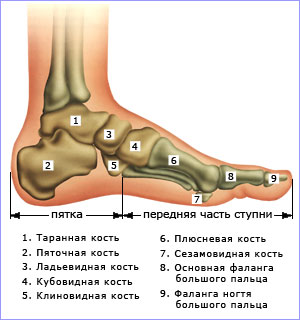 1
2
3
4
5
6
7
8
9
пятка
передняя часть ступни
1. Таранная кость
2. Пяточная кость
3. Ладьевидная кость
4. Кубовидная кость
5. Клиновидная кость
6. Плюсневая кость
7. Сезамовидная кость
8. Основная фаланга
большого пальца
9. Фаланга ногтя
большого пальца